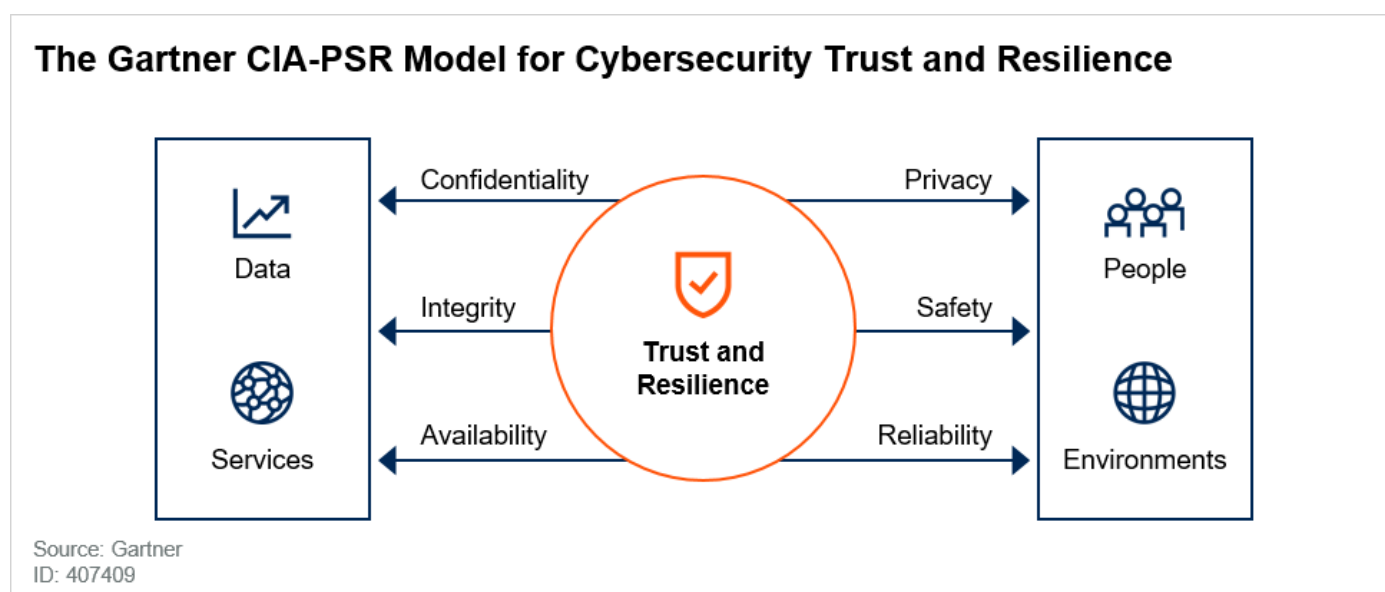 The Gartner CIA-PSR Model for Cybersecurity Trust and Resilience
Confidentiality
Privacy
Data
People
Integrity
Safety
Trust and
Resilience
Availability
Reliability
Services
Environments
Source: Gartner
ID: 407409